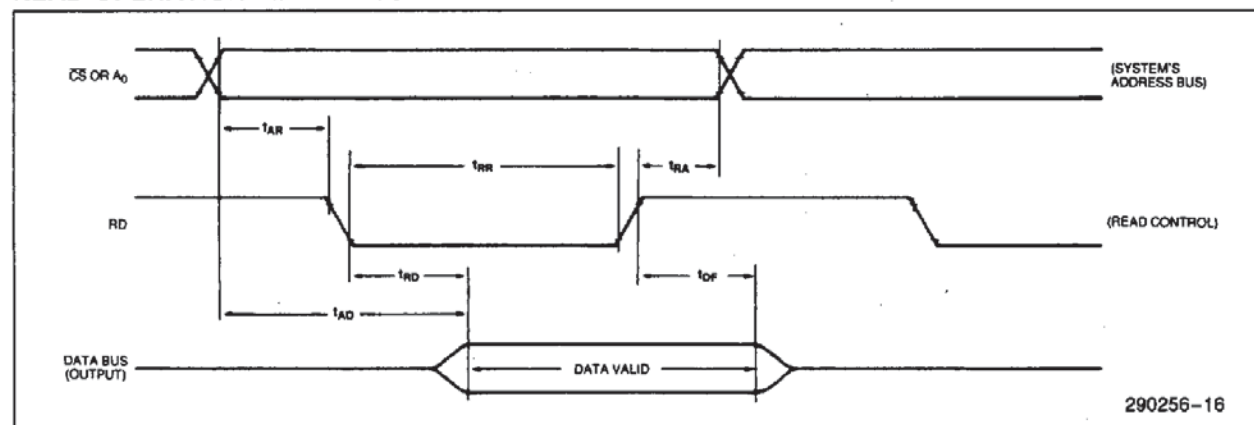 CS OR A0
(SYSTEM'S
ADDRESS BUS)
tAR
tRR
tRA
RD
(READ CONTROL)
tRD
tDF
tAD
DATA BUS
(OUTPUT)
DATA VALID
290256-16